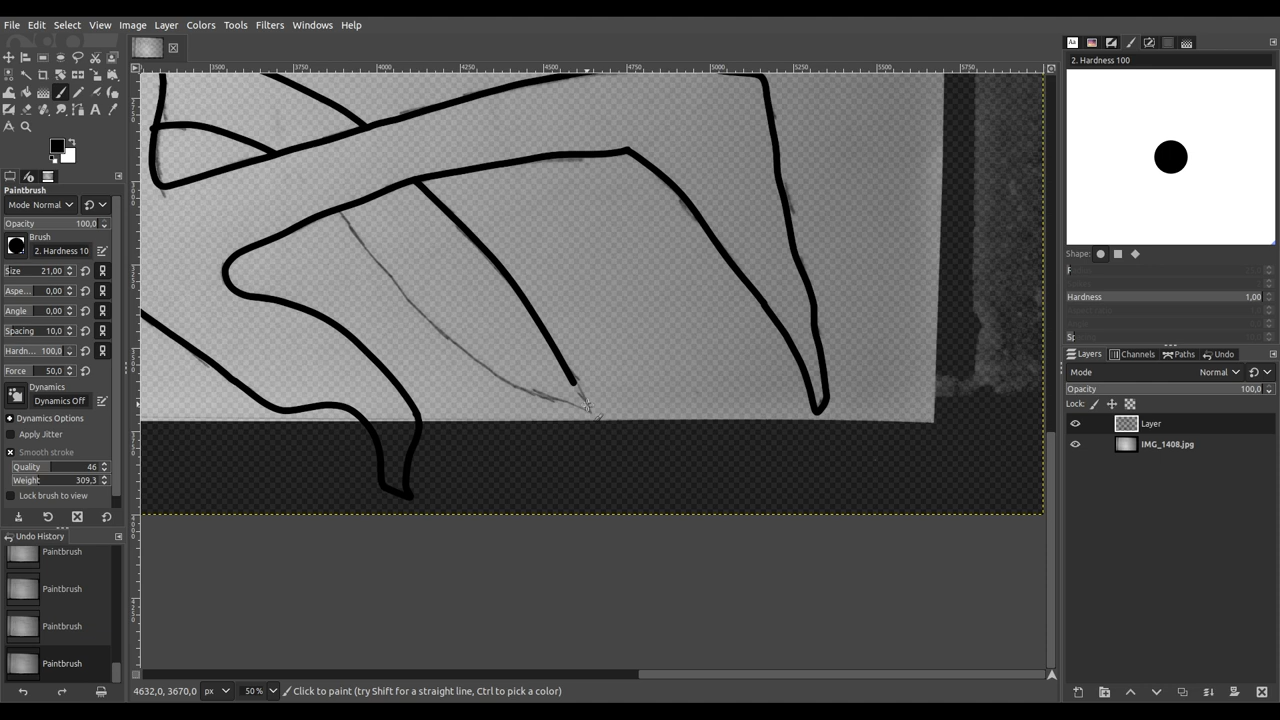 File Edit Select View Image Layer Colors Tools Filters Windows Help
3500 3750 4000 4250 4500 4750 5000 5250 5500 5750
2. Hardness 100
Paintbrush
Mode Normal
Opacity 100,0
Brush
2. Hardness 10
Size 21,00
Aspe... 0,00
Angle 0,00
Spacing 10,0
Hardn... 100,0
Force 50,0
Dynamics
Dynamics Off
Dynamics Options
Apply Jitter
Smooth stroke
Quality 46
Weight 309,3
Lock brush to view
Undo History
Paintbrush
Paintbrush
Paintbrush
Paintbrush
Shape:
Hardness 1,00
Layers Channels Paths Undo
Mode Normal
Opacity 100,0
Lock:
Layer
IMG_1408.jpg
4632,0, 3670,0 px 50 % Click to paint (try Shift for a straight line, Ctrl to pick a color)